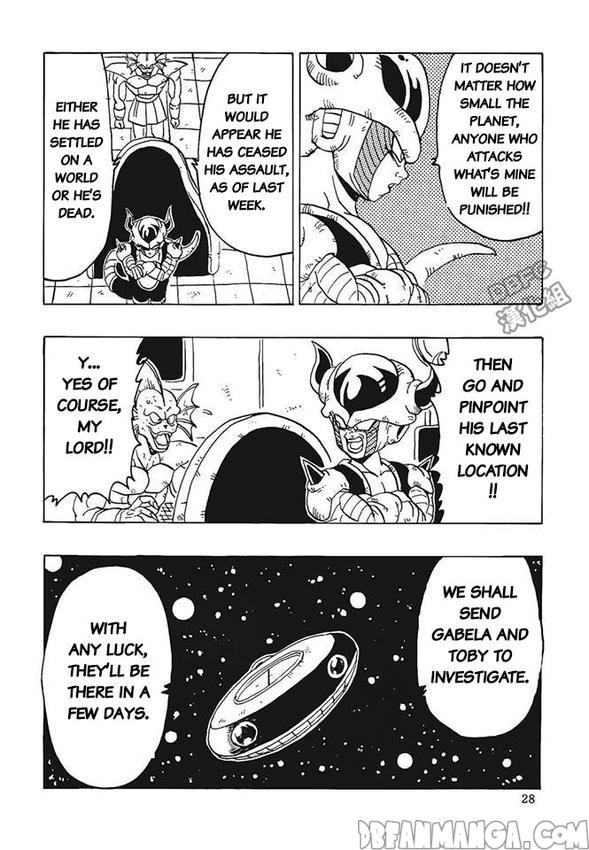 IT DOESN'T
MATTER HOW
SMALL THE
PLANET,
ANYONE WHO
ATTACKS
WHAT'S MINE
WILL BE
PUNISHED!!
BUT IT
WOULD
APPEAR HE
HAS CEASED
HIS ASSAULT,
AS OF LAST
WEEK.
EITHER
HE HAS
SETTLED
ON A
WORLD
OR HE'S
DEAD.
DBFC
漢化組
THEN
GO AND
PINPOINT
HIS LAST
KNOWN
LOCATION
!!
Y...
YES OF
COURSE,
MY
LORD!!
WE SHALL
SEND
GABELA AND
TOBY TO
INVESTIGATE.
WITH
ANY LUCK,
THEY'LL BE
THERE IN A
FEW DAYS.
28
DBFANMANGA.COM